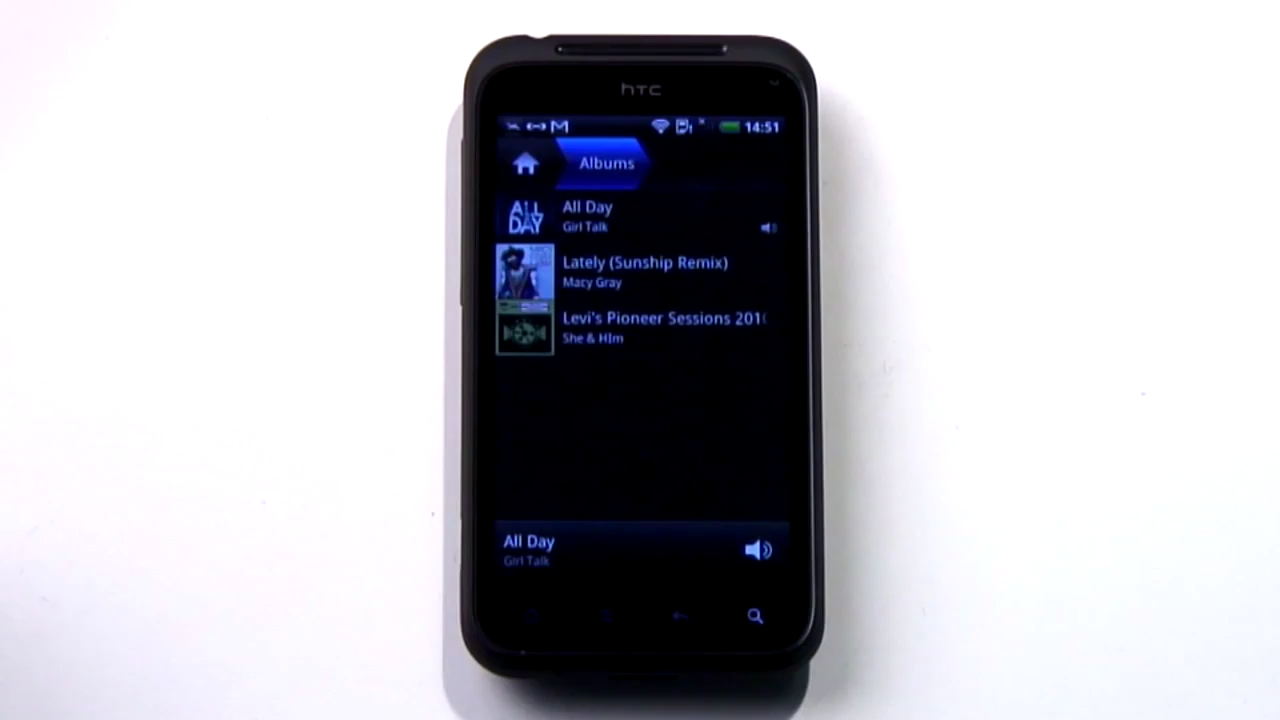 htc
14:51
Albums
ALL DAY
All Day
Girl Talk
Lately (Sunship Remix)
Macy Gray
Levi's Pioneer Sessions 201
She & HIm
All Day
Girl Talk